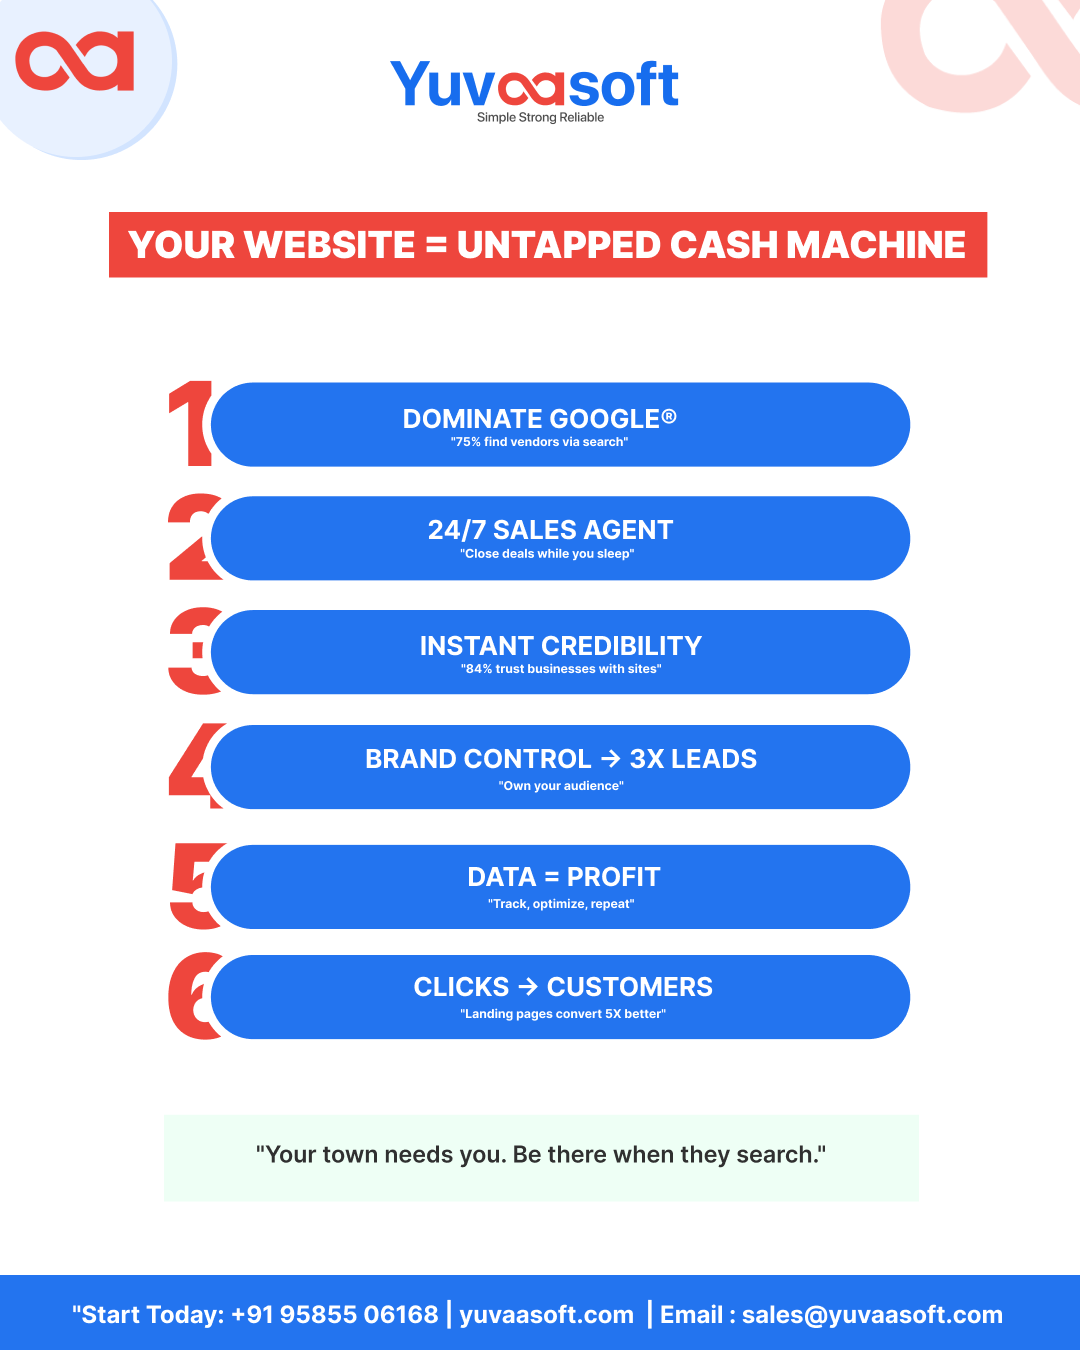 Yuvaasoft
Simple Strong Reliable
YOUR WEBSITE = UNTAPPED CASH MACHINE
1
DOMINATE GOOGLE®
"75% find vendors via search"
2
24/7 SALES AGENT
"Close deals while you sleep"
3
INSTANT CREDIBILITY
"84% trust businesses with sites"
4
BRAND CONTROL → 3X LEADS
"Own your audience"
5
DATA = PROFIT
"Track, optimize, repeat"
6
CLICKS → CUSTOMERS
"Landing pages convert 5X better"
"Your town needs you. Be there when they search."
"Start Today: +91 95855 06168 | yuvaasoft.com | Email : sales@yuvaasoft.com